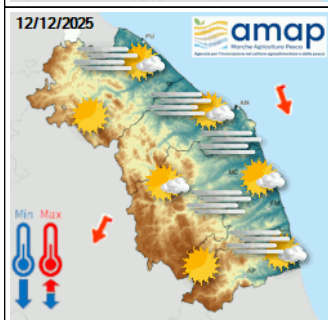 12/12/2025
amap
Marche Agricoltura Pesca
Agenzia per l'innovazione nel settore agroalimentare e della pesca
PU
AN
MC
FM
Min Max